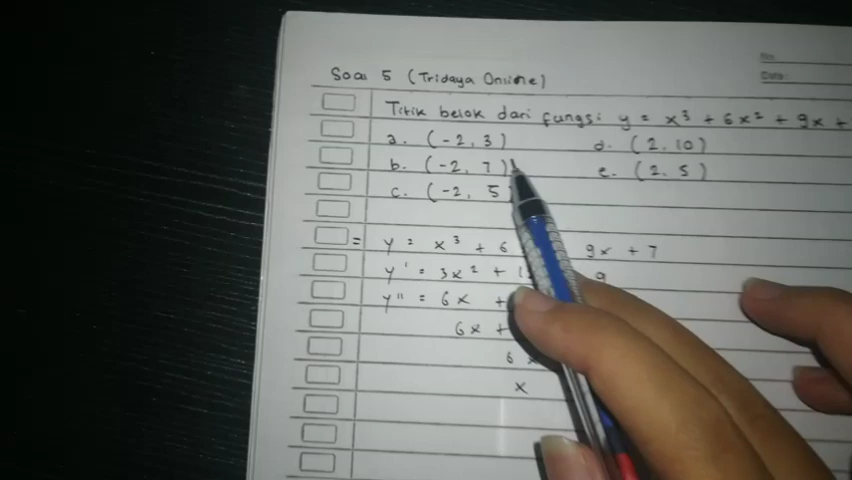 No.
Date:
Soal 5 (Tridaya Online)
Titik belok dari fungsi y = x³ + 6x² + 9x +
a. (-2, 3) d. (2, 10)
b. (-2, 7) e. (2, 5)
c. (-2, 5
= y = x³ + 6 9x + 7
y' = 3x² + 1 9
y'' = 6x +
6x +
6 x
x